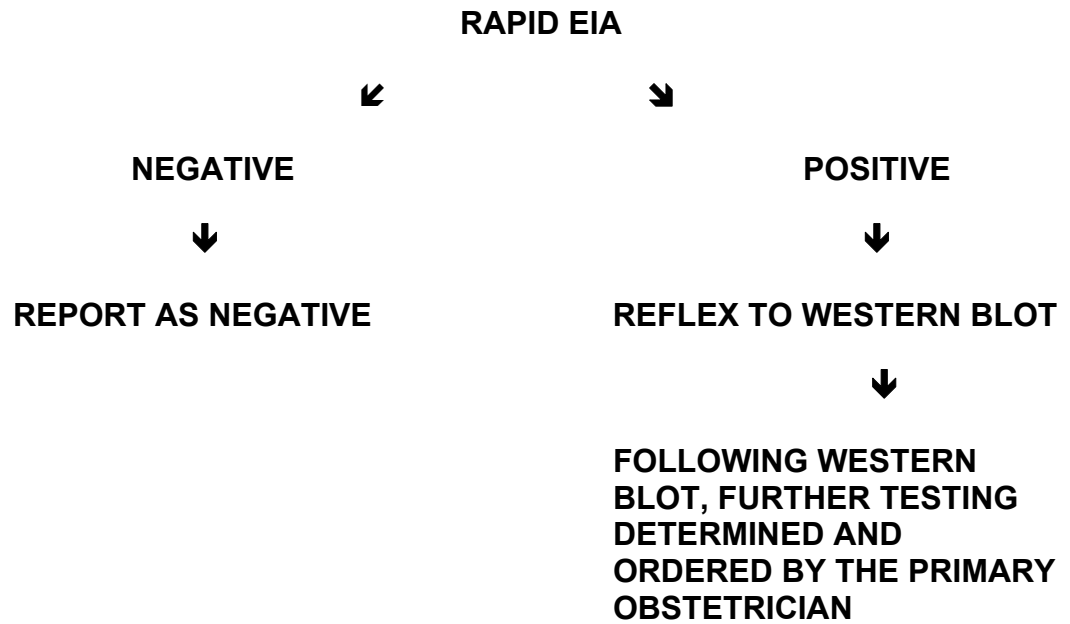 RAPID EIA
NEGATIVE
POSITIVE
REPORT AS NEGATIVE
REFLEX TO WESTERN BLOT
FOLLOWING WESTERN
BLOT, FURTHER TESTING
DETERMINED AND
ORDERED BY THE PRIMARY
OBSTETRICIAN